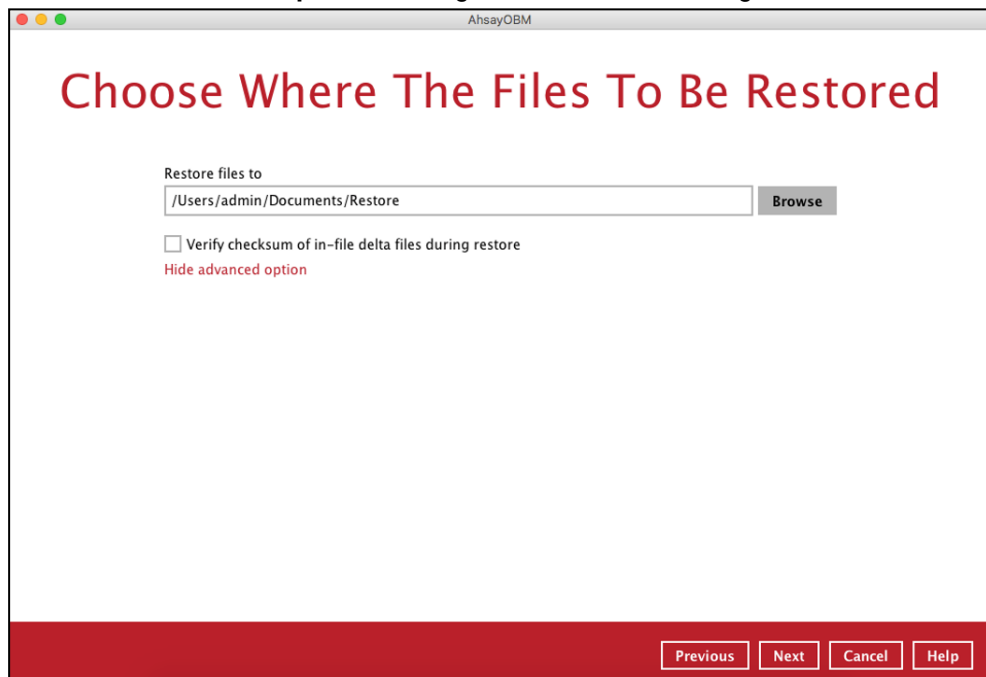 AhsayOBM
Choose Where The Files To Be Restored
Restore files to
/Users/admin/Documents/Restore
Browse
Verify checksum of in-file delta files during restore
Hide advanced option
Previous Next Cancel Help